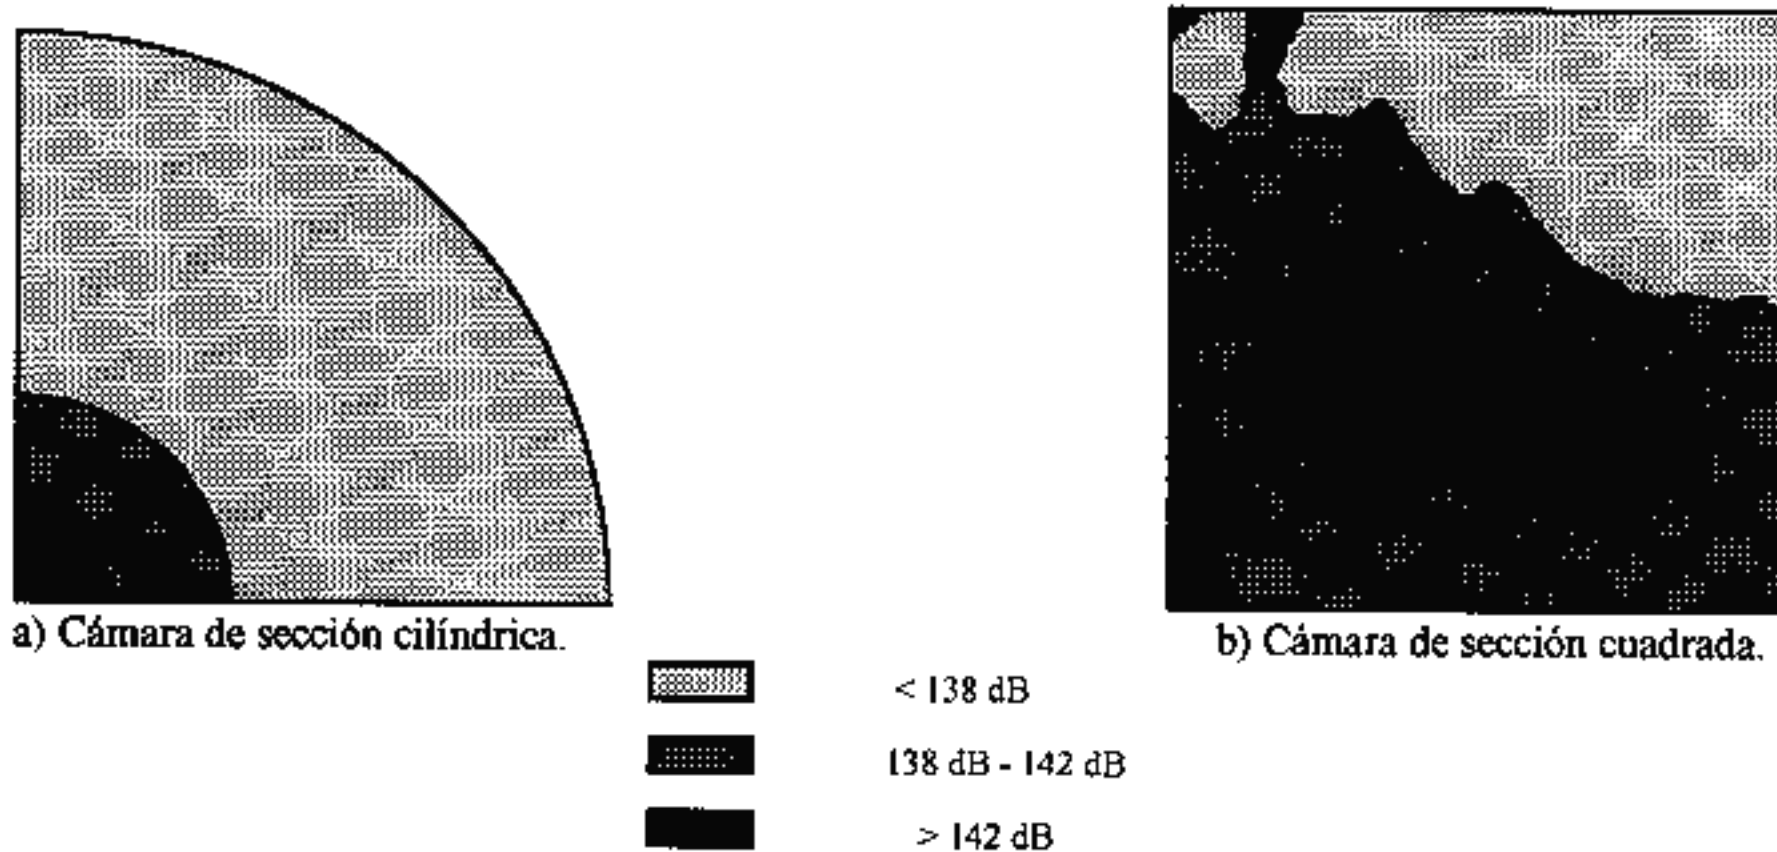 a) Cámara de sección cilíndrica.
b) Cámara de sección cuadrada.
< 138 dB
138 dB - 142 dB
> 142 dB